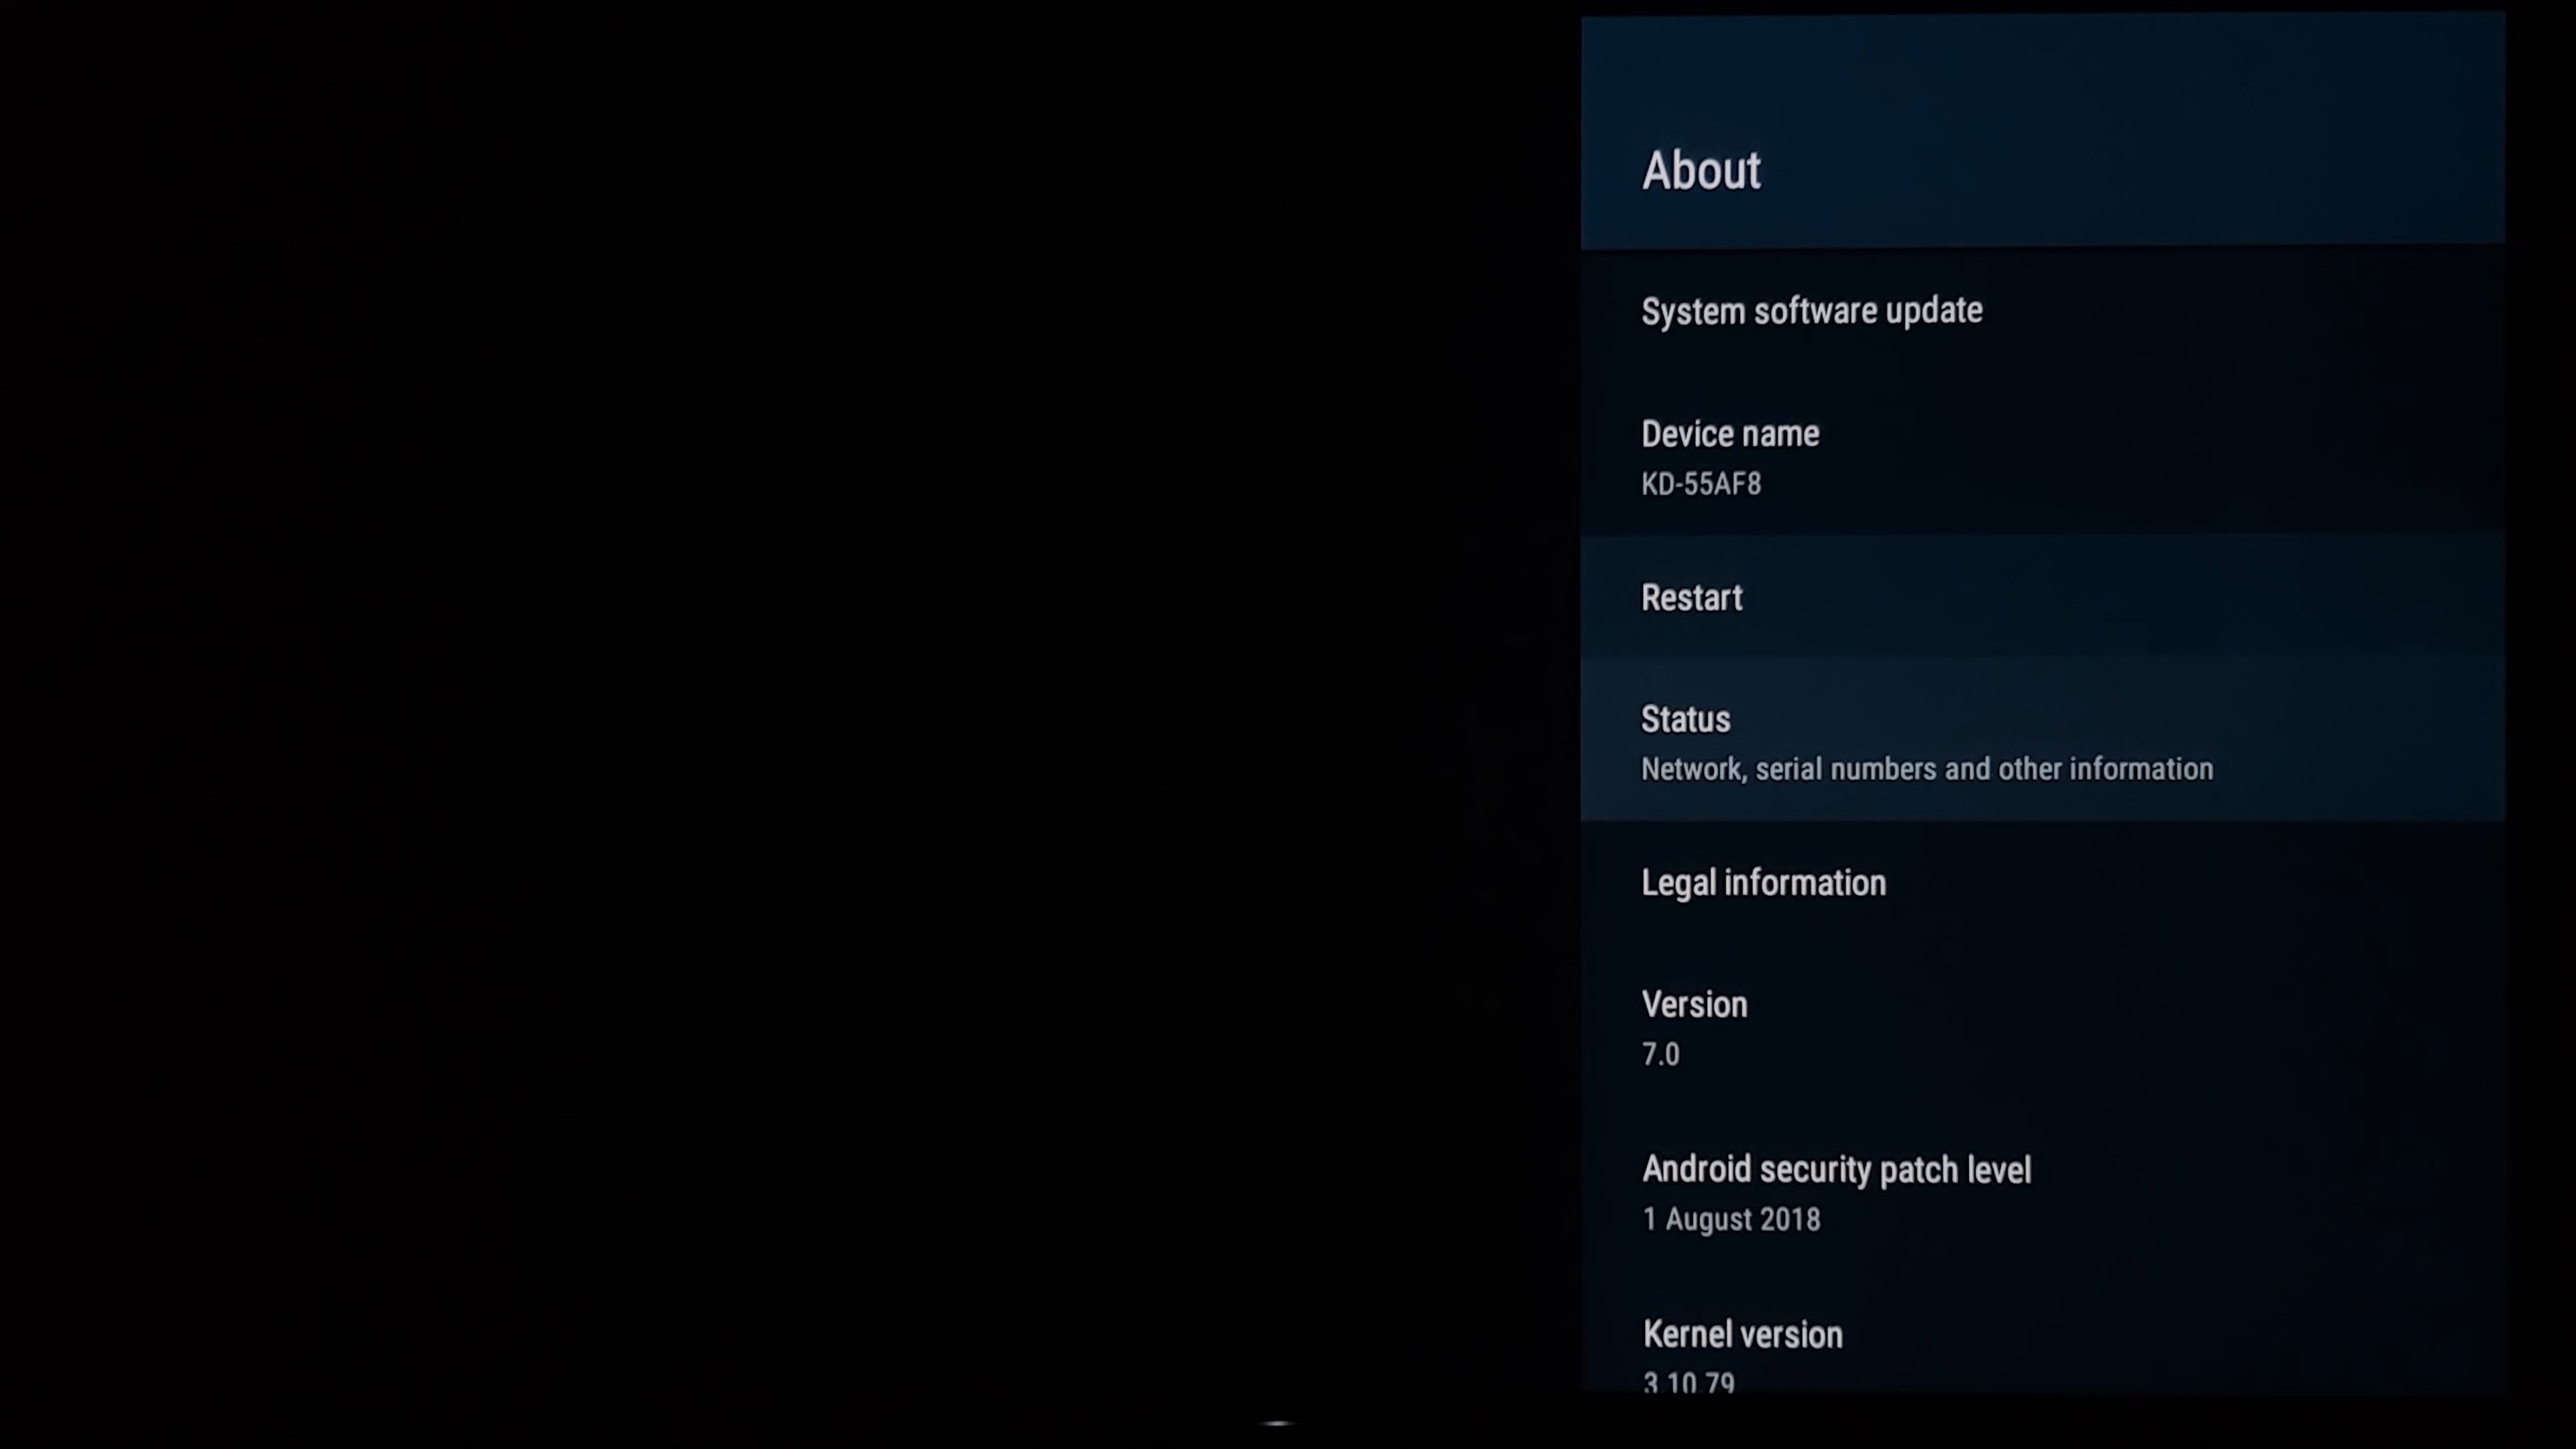 About
System software update
Device name
KD-55AF8
Restart
Status
Network, serial numbers and other information
Legal information
Version
7.0
Android security patch level
1 August 2018
Kernel version
3.10.79